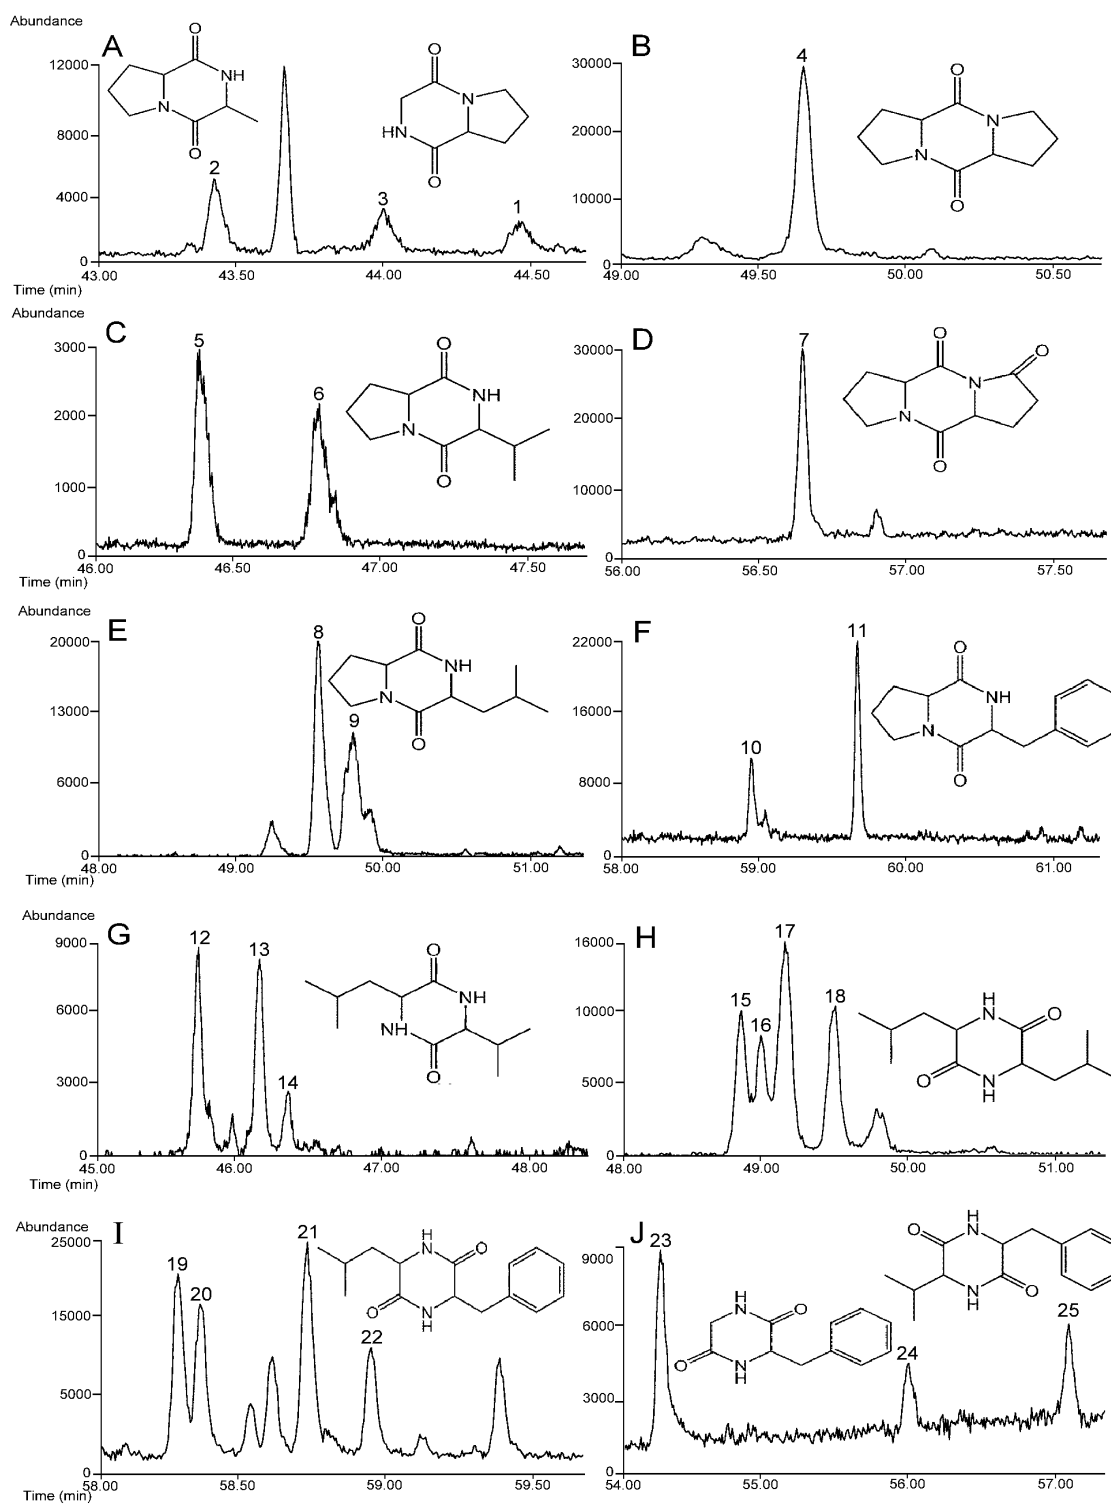 Abundance
A
12000
8000
4000
0
2
3
1
O
NH
N
O
O
N
HN
O
43.00
43.50
44.00
44.50
Time (min)
B
30000
20000
10000
0
4
O
N
N
O
49.00
49.50
50.00
50.50
Abundance
C
3000
2000
1000
0
5
6
O
NH
N
O
46.00
46.50
47.00
47.50
Time (min)
D
30000
20000
10000
0
7
O
O
N
N
O
56.00
56.50
57.00
57.50
Abundance
E
20000
13000
6000
0
8
9
O
NH
N
O
48.00
49.00
50.00
51.00
Time (min)
F
22000
16000
8000
0
10
11
O
NH
N
O
58.00
59.00
60.00
61.00
Abundance
G
9000
6000
3000
0
12
13
14
O
NH
HN
O
45.00
46.00
47.00
48.00
Time (min)
H
16000
10000
5000
0
15
16
17
18
H
N
O
O
N
H
48.00
49.00
50.00
51.00
Abundance
I
25000
15000
5000
0
19
20
21
22
H
N
O
O
N
H
58.00
58.50
59.00
59.50
Time (min)
J
9000
6000
3000
0
23
24
25
H
N
O
O
N
H
H
N
O
O
N
H
54.00
55.00
56.00
57.00